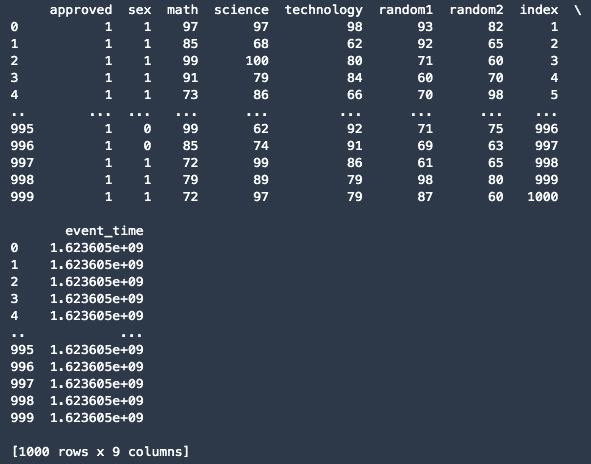 approved sex math science technology random1 random2 index \
0 1 1 97 97 98 93 82 1
1 1 1 85 68 62 92 65 2
2 1 1 99 100 80 71 60 3
3 1 1 91 79 84 60 70 4
4 1 1 73 86 66 70 98 5
.. ... ... ... ... ... ... ... ...
995 1 0 99 62 92 71 75 996
996 1 0 85 74 91 69 63 997
997 1 1 72 99 86 61 65 998
998 1 1 79 89 79 98 80 999
999 1 1 72 97 79 87 60 1000
event_time
0 1.623605e+09
1 1.623605e+09
2 1.623605e+09
3 1.623605e+09
4 1.623605e+09
.. ...
995 1.623605e+09
996 1.623605e+09
997 1.623605e+09
998 1.623605e+09
999 1.623605e+09
[1000 rows x 9 columns]